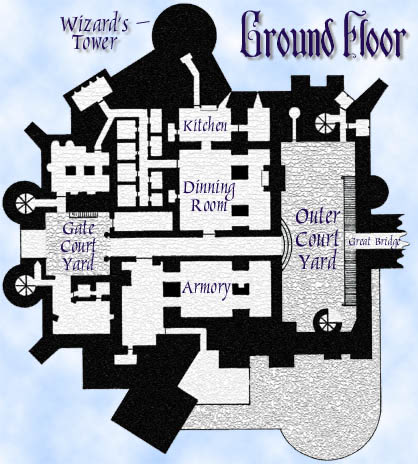 Wizard's
Tower
Ground Floor
Kitchen
Dinning
Room
Gate
Court
Yard
Outer
Court
Yard
Great Bridge
Armory